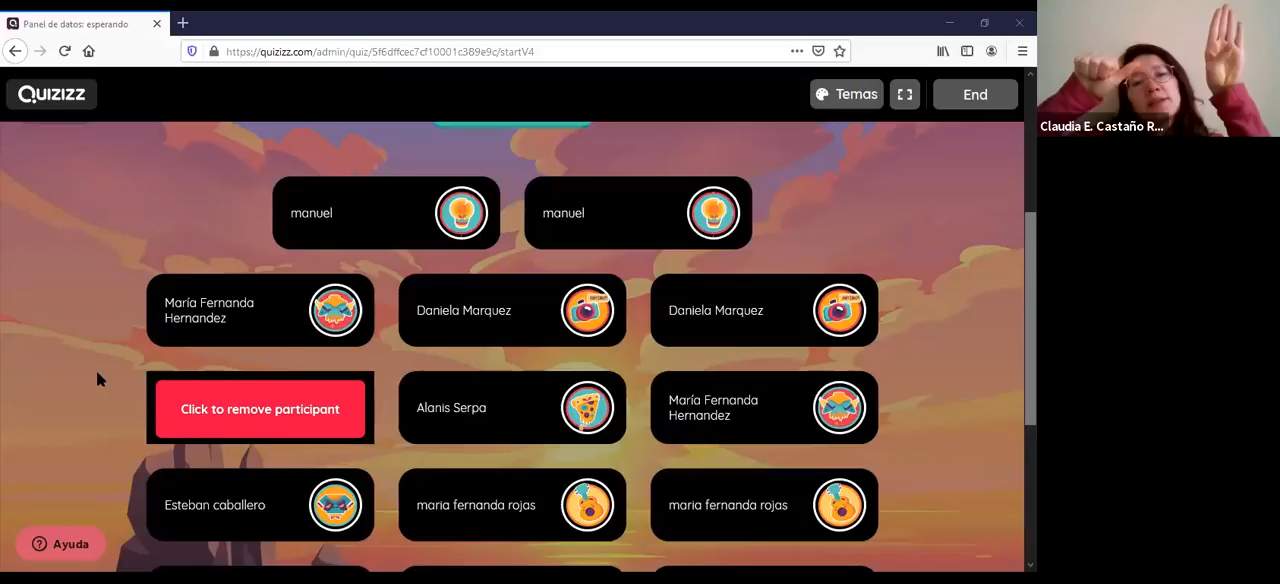 Panel de datos: esperando
https://quizizz.com/admin/quiz/5f6dffcec7cf10001c389e9c/startV4
Quizizz
Temas
End
Claudia E. Castaño R...
manuel
manuel
María Fernanda
Hernandez
Daniela Marquez
Daniela Marquez
Click to remove participant
Alanis Serpa
María Fernanda
Hernandez
Esteban caballero
maria fernanda rojas
maria fernanda rojas
Ayuda